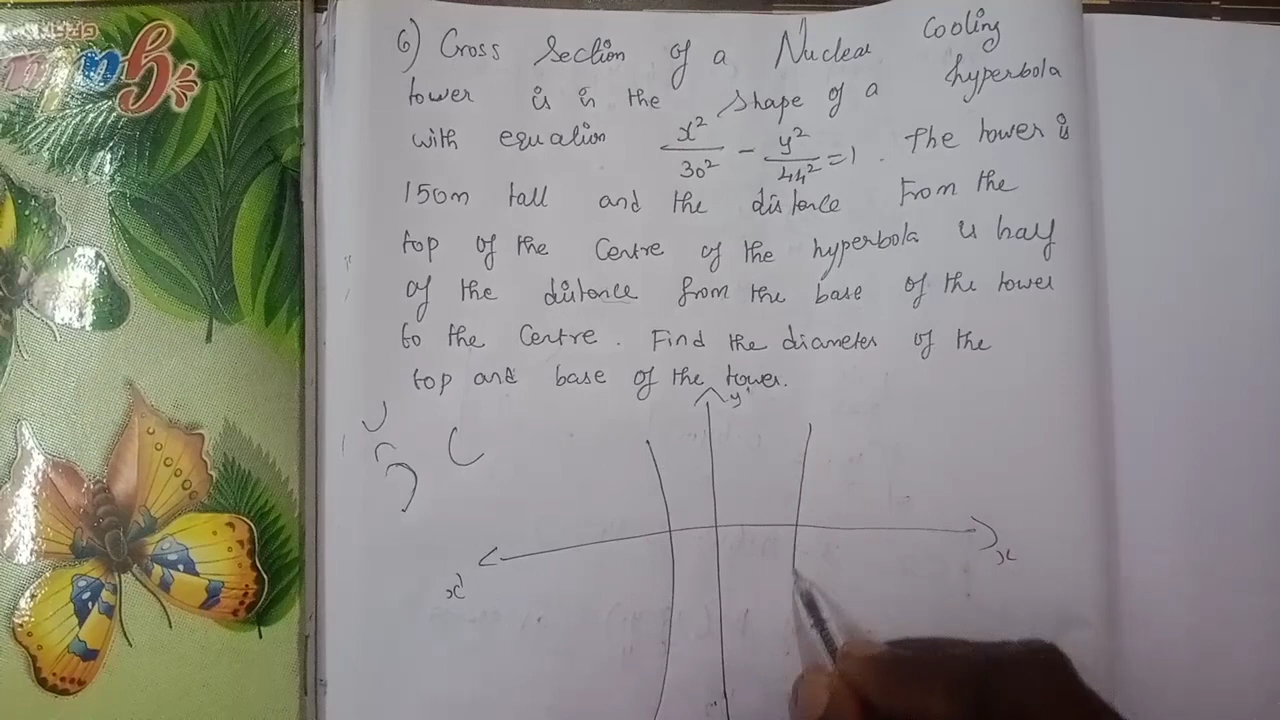 6) Cross Section of a Nuclear Cooling
tower is in the shape of a hyperbola
with equation x²/30² - y²/44² = 1. The tower is
150m tall and the distence from the
top of the centre of the hyperbola is half
of the distence from the base of the tower
to the centre. Find the diameter of the
top and base of the tower.
y
x'
x